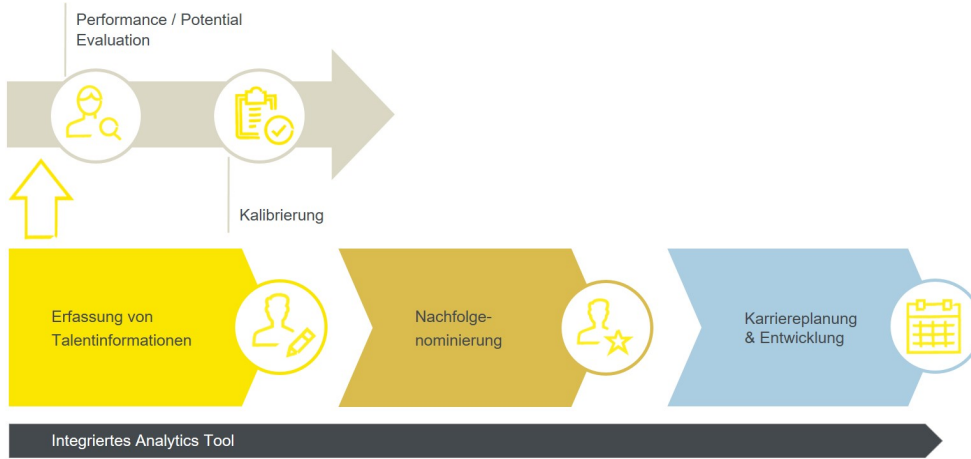 Performance / Potential
Evaluation
Kalibrierung
Erfassung von
Talentinformationen
Nachfolge-
nominierung
Karriereplanung
& Entwicklung
Integriertes Analytics Tool